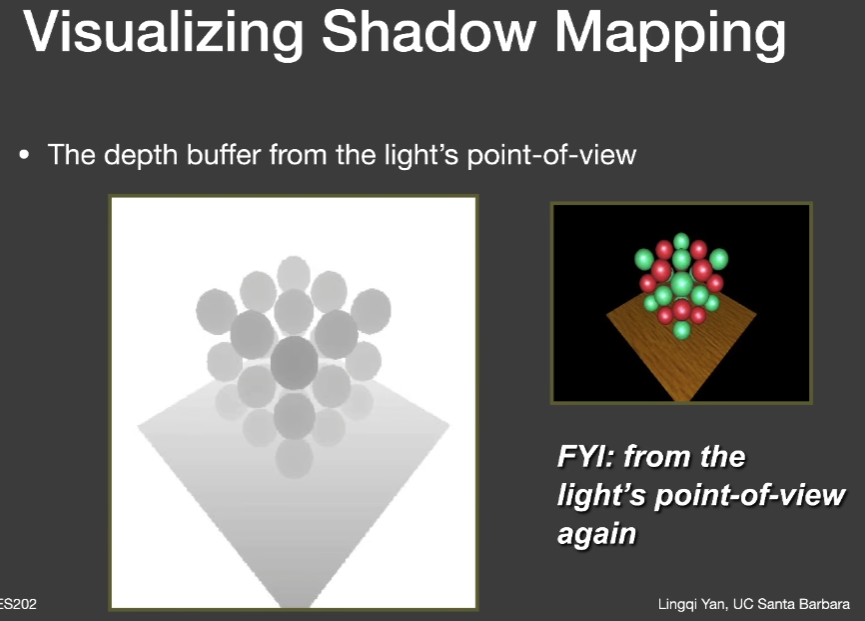 Visualizing Shadow Mapping
• The depth buffer from the light’s point-of-view
FYI: from the
light’s point-of-view
again
ES202
Lingqi Yan, UC Santa Barbara